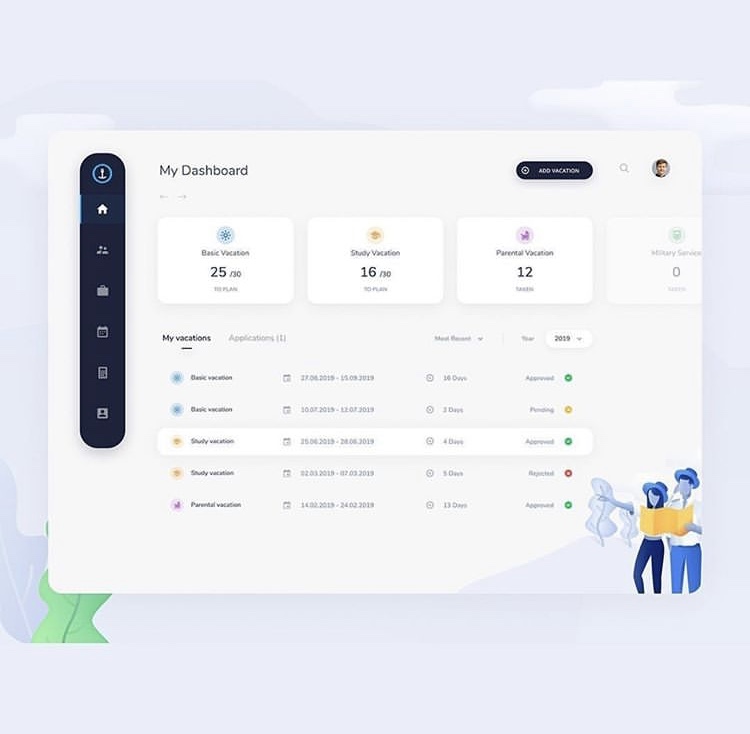 My Dashboard
ADD VACATION
Basic Vacation
25 /30
TO PLAN
Study Vacation
16 /30
TO PLAN
Parental Vacation
12
TAKEN
Military Service
0
TAKEN
My vacations
Applications (1)
Most Recent
Year
2019
Basic vacation 27.08.2019 - 15.09.2019 16 Days Approved
Basic vacation 10.07.2019 - 12.07.2019 2 Days Pending
Study vacation 25.06.2019 - 28.06.2019 4 Days Approved
Study vacation 02.03.2019 - 07.03.2019 5 Days Rejected
Parental vacation 14.02.2019 - 24.02.2019 13 Days Approved